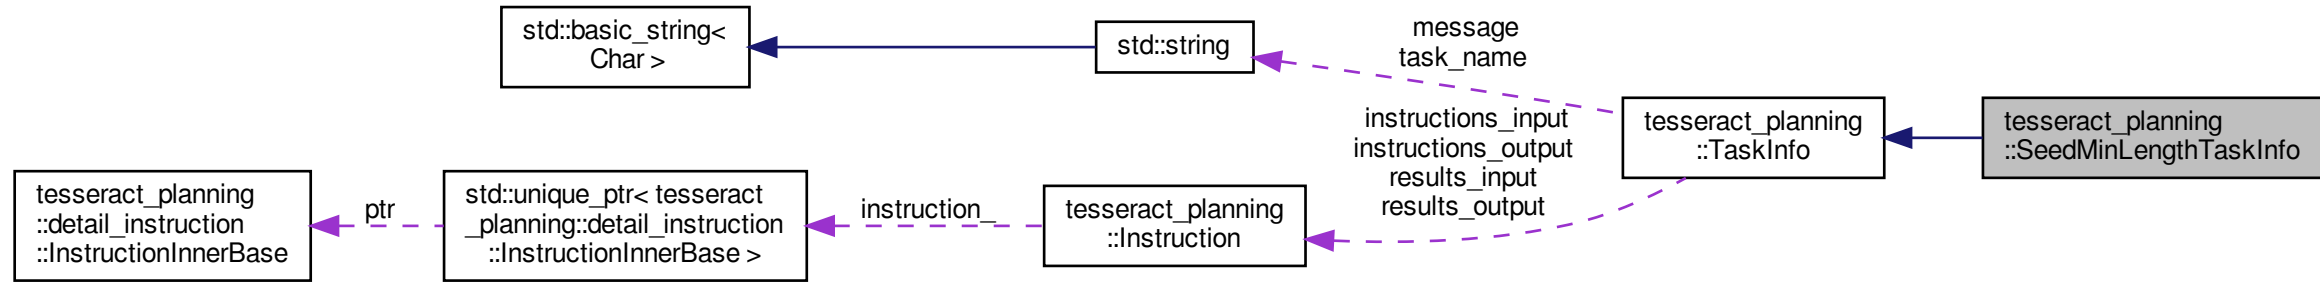 std::basic_string<
Char >
std::string
message
task_name
tesseract_planning
::TaskInfo
tesseract_planning
::SeedMinLengthTaskInfo
instructions_input
instructions_output
results_input
results_output
tesseract_planning
::detail_instruction
::InstructionInnerBase
ptr
std::unique_ptr< tesseract
_planning::detail_instruction
::InstructionInnerBase >
instruction_
tesseract_planning
::Instruction